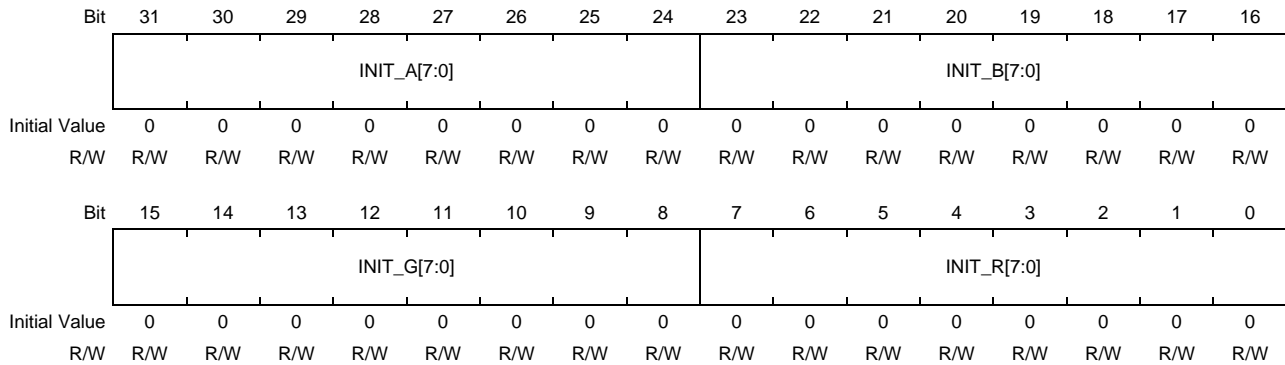 Bit 31 30 29 28 27 26 25 24 23 22 21 20 19 18 17 16
INIT_A[7:0] INIT_B[7:0]
Initial Value 0 0 0 0 0 0 0 0 0 0 0 0 0 0 0 0
R/W R/W R/W R/W R/W R/W R/W R/W R/W R/W R/W R/W R/W R/W R/W R/W R/W
Bit 15 14 13 12 11 10 9 8 7 6 5 4 3 2 1 0
INIT_G[7:0] INIT_R[7:0]
Initial Value 0 0 0 0 0 0 0 0 0 0 0 0 0 0 0 0
R/W R/W R/W R/W R/W R/W R/W R/W R/W R/W R/W R/W R/W R/W R/W R/W R/W